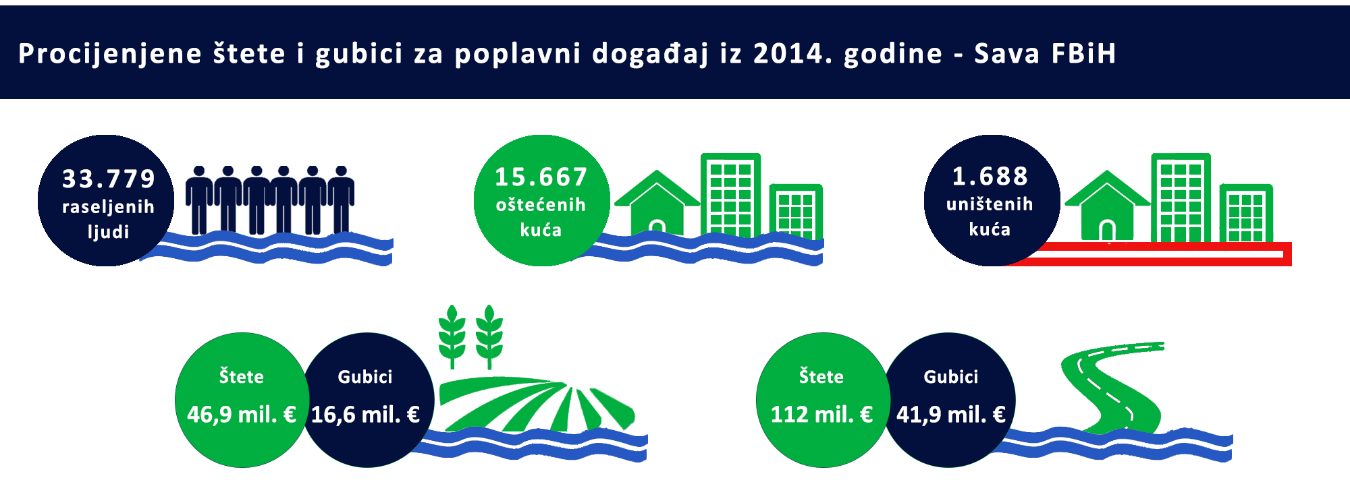 Procijenjene štete i gubici za poplavni događaj iz 2014. godine - Sava FBiH
33.779
raseljenih
ljudi
15.667
oštećenih
kuća
1.688
uništenih
kuća
Štete
46,9 mil. €
Gubici
16,6 mil. €
Štete
112 mil. €
Gubici
41,9 mil. €